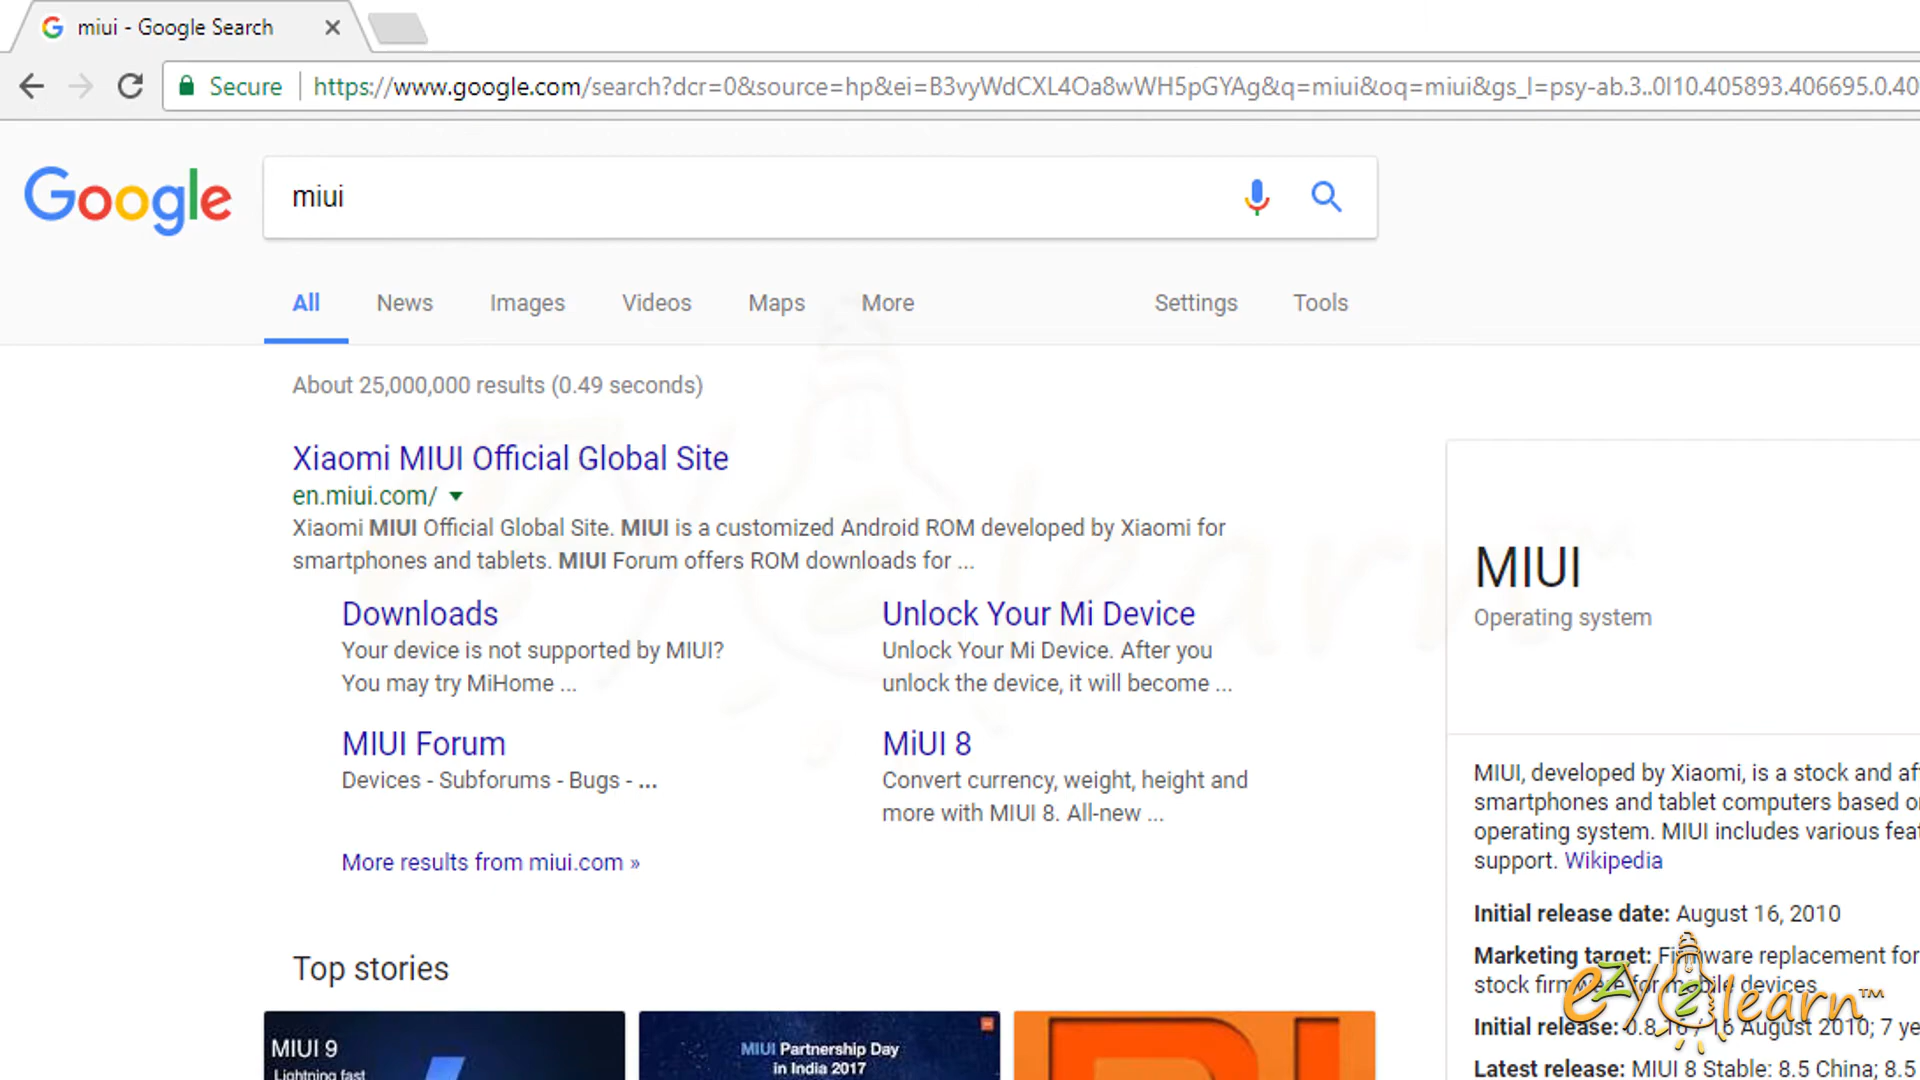 miui - Google Search
Secure
https://www.google.com/search?dcr=0&source=hp&ei=B3vyWdCXL4Oa8wWH5pGYAg&q=miui&oq=miui&gs_l=psy-ab.3..0l10.405893.406695.0.40
Google
miui
All
News
Images
Videos
Maps
More
Settings
Tools
About 25,000,000 results (0.49 seconds)
Xiaomi MIUI Official Global Site
en.miui.com/
Xiaomi MIUI Official Global Site. MIUI is a customized Android ROM developed by Xiaomi for
smartphones and tablets. MIUI Forum offers ROM downloads for ...
Downloads
Your device is not supported by MIUI?
You may try MiHome ...
Unlock Your Mi Device
Unlock Your Mi Device. After you
unlock the device, it will become ...
MIUI Forum
Devices - Subforums - Bugs - ...
MiUI 8
Convert currency, weight, height and
more with MIUI 8. All-new ...
More results from miui.com »
Top stories
MIUI 9
Lightning fast
MIUI Partnership Day
in India 2017
MIUI
Operating system
MIUI, developed by Xiaomi, is a stock and af
smartphones and tablet computers based o
operating system. MIUI includes various feat
support. Wikipedia
Initial release date: August 16, 2010
Marketing target: Firmware replacement for
stock firmware for mobile devices
Initial release: 0.8.16 / 16 August 2010; 7 ye
Latest release: MIUI 8 Stable: 8.5 China; 8.5
ezy2learn™